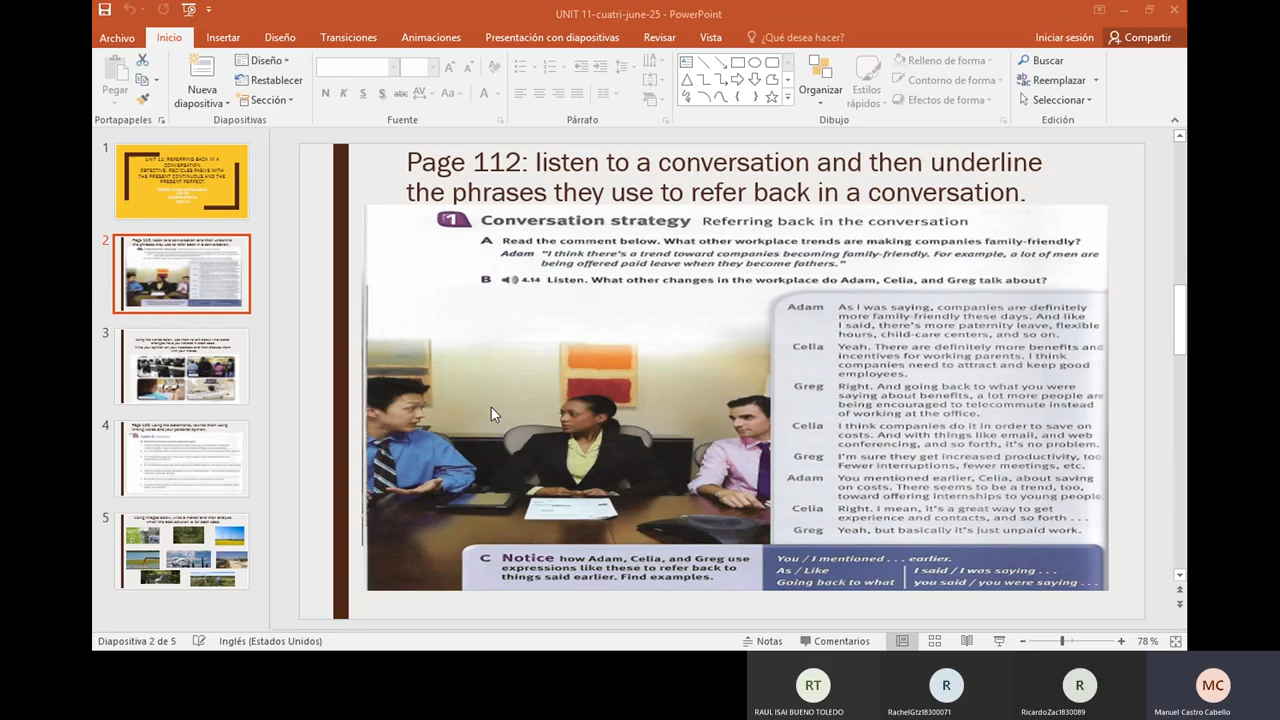 UNIT 11-cuatri-june-25 - PowerPoint
Archivo Inicio Insertar Diseño Transiciones Animaciones Presentación con diapositivas Revisar Vista ¿Qué desea hacer? Iniciar sesión Compartir
Pegar
Nueva diapositiva
Diseño
Restablecer
Sección
Organizar
Estilos rápidos
Relleno de forma
Contorno de forma
Efectos de forma
Buscar
Reemplazar
Seleccionar
Portapapeles Diapositivas Fuente Párrafo Dibujo Edición
1
2
3
4
5
Page 112: listen to a conversation and then underline
the phrases they use to refer back in a conversation.
1 Conversation strategy Referring back in the conversation
A Read the comment below. What other workplace trends are making companies family-friendly?
Adam "I think there's a trend toward companies becoming family-friendly. For example, a lot of men are
being offered paid leave when they become fathers."
B 4.14 Listen. What other changes in the workplace do Adam, Celia, and Greg talk about?
Adam As I was saying, companies are definitely
more family-friendly these days. And like
I said, there's more paternity leave, flexible
hours, child-care centers, and so on.
Celia Yeah. There are definitely more benefits and
incentives for working parents. I think
companies need to attract and keep good
employees.
Greg Right. And going back to what you were
saying about benefits, a lot more people are
being encouraged to telecommute instead
of working at the office.
Celia And companies do it in order to save on
costs. And with things like email, and web
conferencing, and so forth, it's no problem.
Greg I'm sure they get increased productivity, too.
Fewer interruptions, fewer meetings, etc.
Adam You mentioned earlier, Celia, about saving
on costs. There seems to be a trend, too,
toward offering internships to young people.
Celia Right. I mean, it's a great way to get
experience and contacts, and so forth . . .
Greg Yeah, but basically it's just unpaid work.
C Notice how Adam, Celia, and Greg use
expressions like these to refer back to
things said earlier. Find examples.
You / I mentioned . . . earlier.
As / Like I said / I was saying . . .
Going back to what you said / you were saying . . .
Diapositiva 2 de 5 Inglés (Estados Unidos) Notas Comentarios 78 %
RT R R MC
RAUL ISAI BUENO TOLEDO RachelGtz18300071 RicardoZac1830089 Manuel Castro Cabello